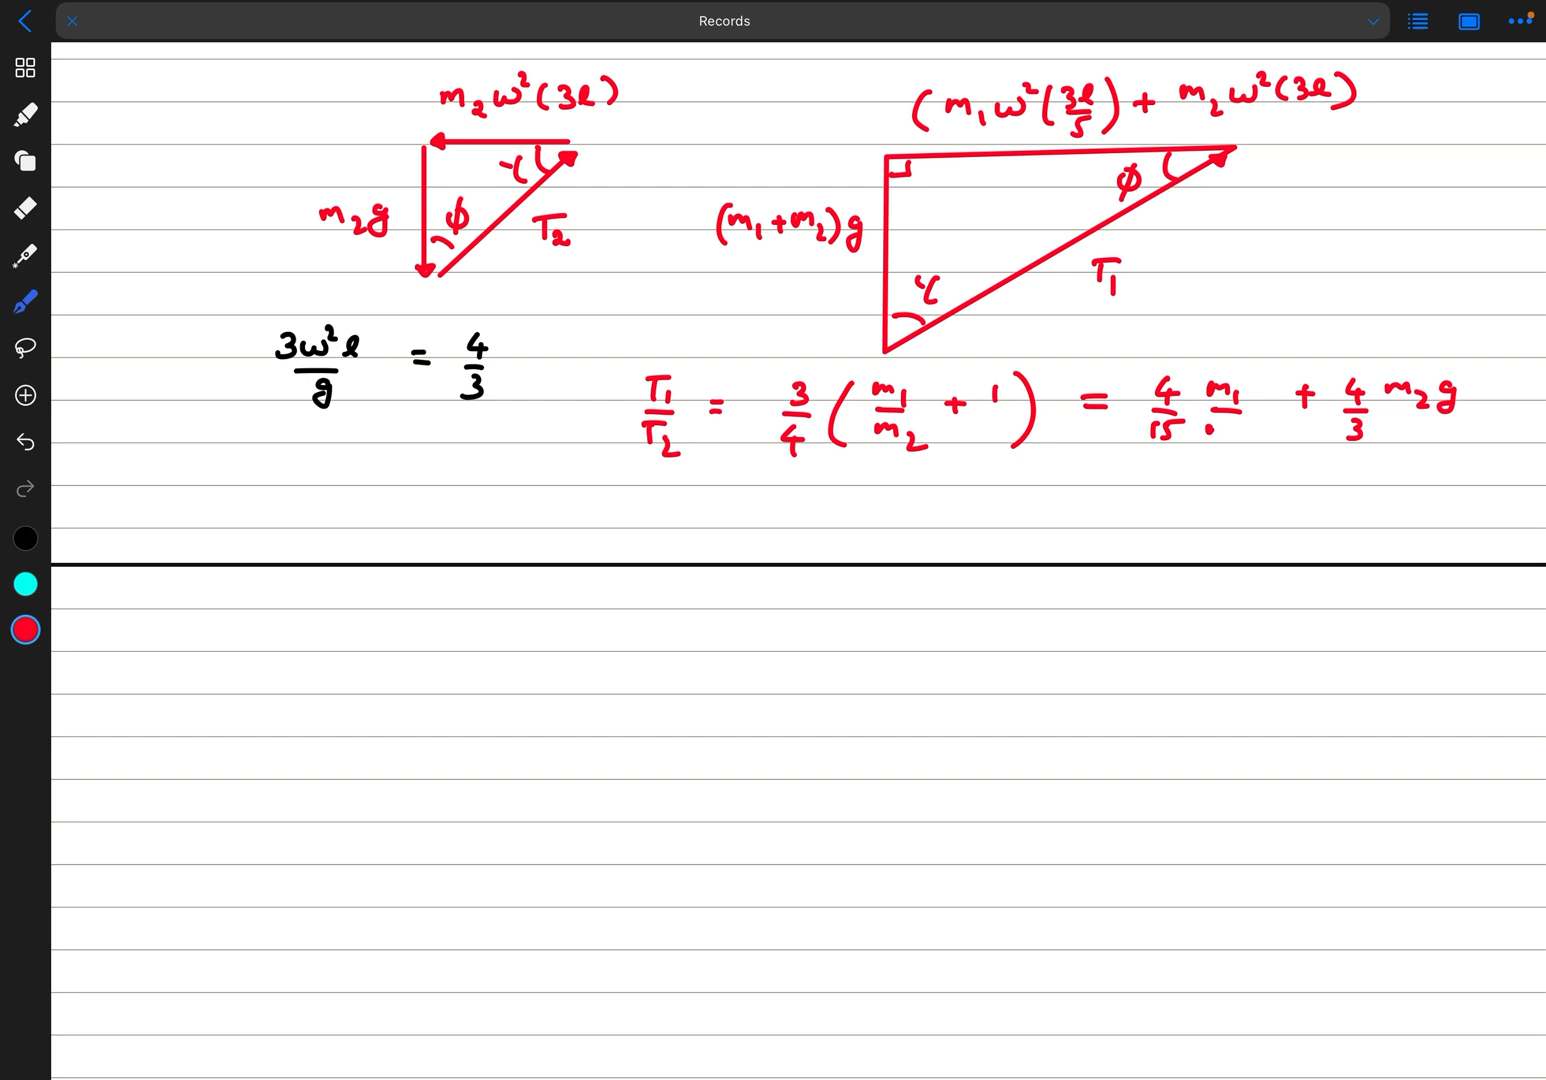 Records
m₂ω²(3l)
(m₁ω²(3l/5) + m₂ω²(3l))
m₂g
φ
T₂
(m₁+m₂)g
φ
T₁
3ω²l/g = 4/3
T₁/T₂ = 3/4 (m₁/m₂ + 1) = 4/15 m₁/. + 4/3 m₂g